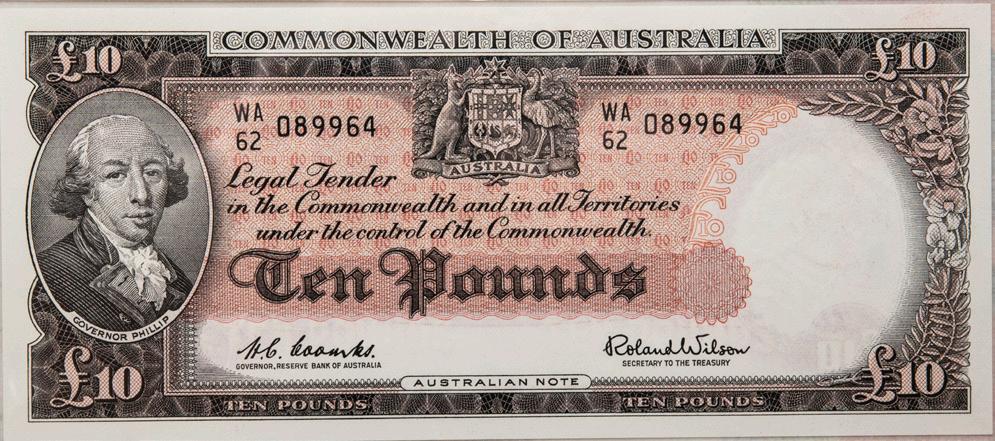 COMMONWEALTH OF AUSTRALIA
£10 £10
WA 62 089964
WA 62 089964
AUSTRALIA
Legal Tender
in the Commonwealth and in all Territories
under the control of the Commonwealth.
Ten Pounds
GOVERNOR PHILLIP
H.C. Coombs.
GOVERNOR, RESERVE BANK OF AUSTRALIA
Roland Wilson
SECRETARY TO THE TREASURY
£10 £10
AUSTRALIAN NOTE
TEN POUNDS TEN POUNDS